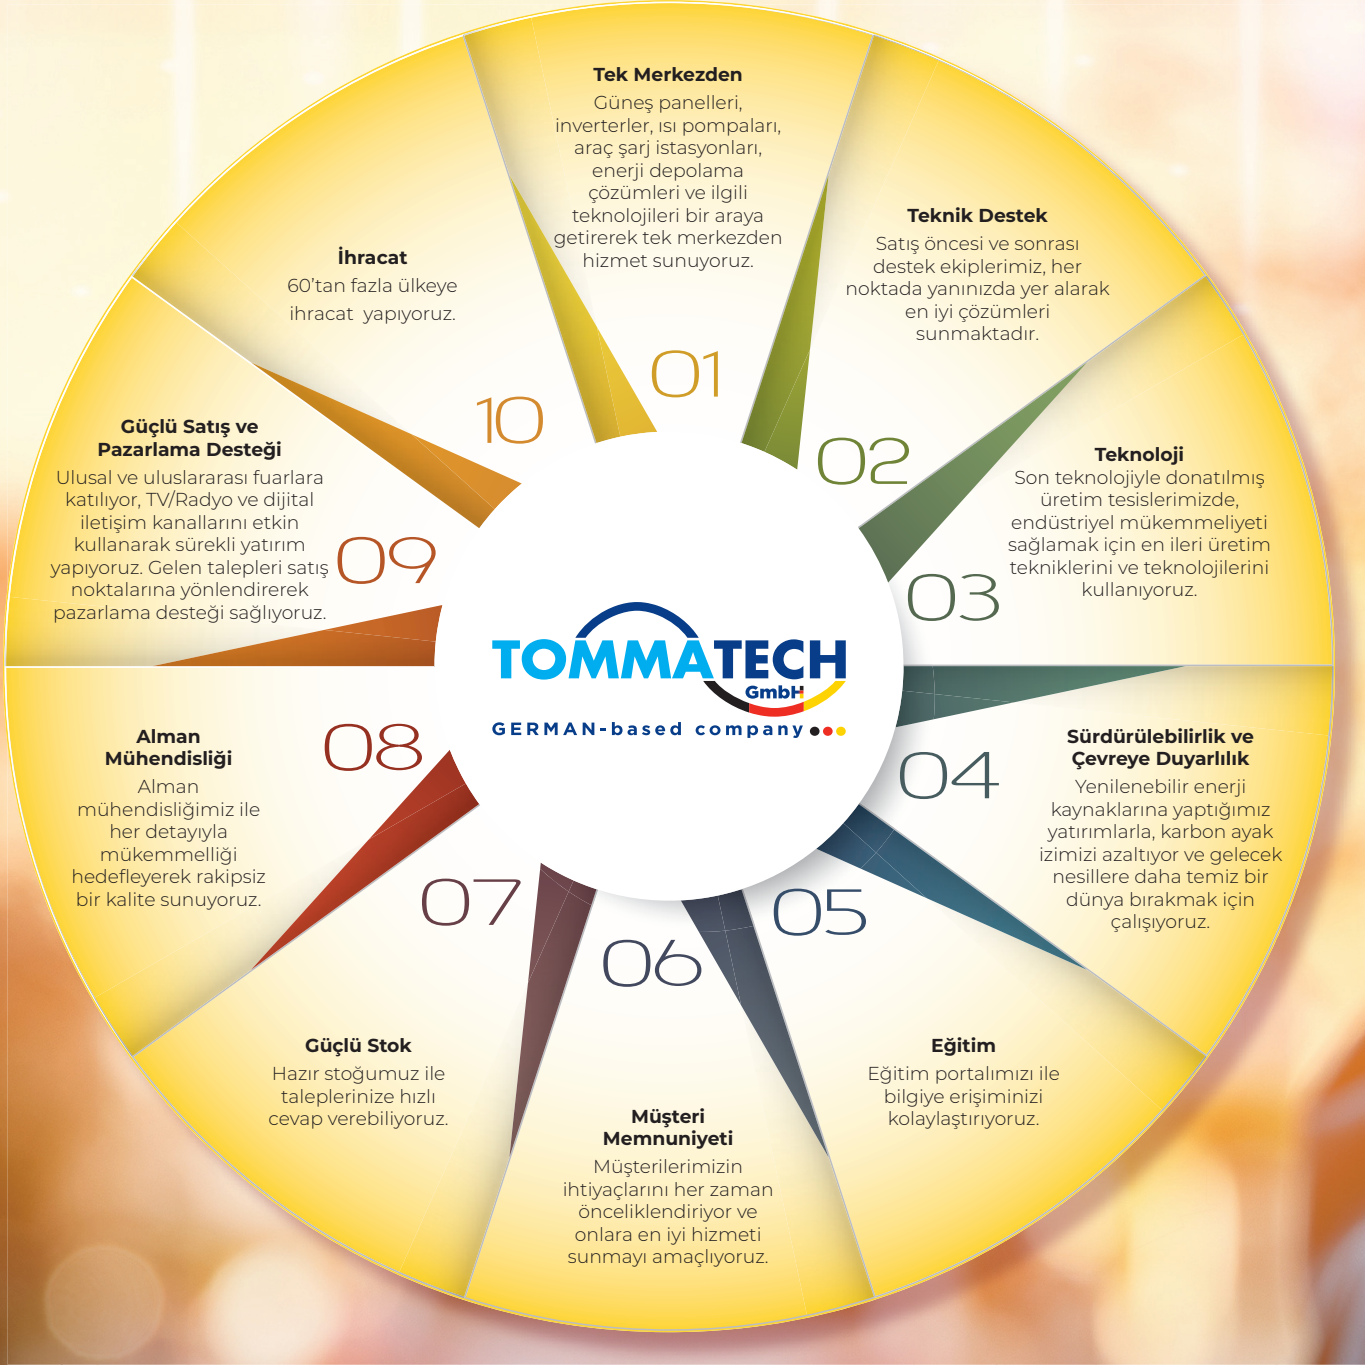 Tek Merkezden
Güneş panelleri,
inverterler, ısı pompaları,
araç şarj istasyonları,
enerji depolama
çözümleri ve ilgili
teknolojileri bir araya
getirerek tek merkezden
hizmet sunuyoruz.
01
Teknik Destek
Satış öncesi ve sonrası
destek ekiplerimiz, her
noktada yanınızda yer alarak
en iyi çözümleri
sunmaktadır.
02
Teknoloji
Son teknolojiyle donatılmış
üretim tesislerimizde,
endüstriyel mükemmeliyeti
sağlamak için en ileri üretim
tekniklerini ve teknolojilerini
kullanıyoruz.
03
Sürdürülebilirlik ve
Çevreye Duyarlılık
Yenilenebilir enerji
kaynaklarına yaptığımız
yatırımlarla, karbon ayak
izimizi azaltıyor ve gelecek
nesillere daha temiz bir
dünya bırakmak için
çalışıyoruz.
04
Eğitim
Eğitim portalımızı ile
bilgiye erişiminizi
kolaylaştırıyoruz.
05
Müşteri
Memnuniyeti
Müşterilerimizin
ihtiyaçlarını her zaman
önceliklendiriyor ve
onlara en iyi hizmeti
sunmayı amaçlıyoruz.
06
Güçlü Stok
Hazır stoğumuz ile
taleplerinize hızlı
cevap verebiliyoruz.
07
Alman
Mühendisliği
Alman
mühendisliğimiz ile
her detayıyla
mükemmelliği
hedefleyerek rakipsiz
bir kalite sunuyoruz.
08
Güçlü Satış ve
Pazarlama Desteği
Ulusal ve uluslararası fuarlara
katılıyor, TV/Radyo ve dijital
iletişim kanallarını etkin
kullanarak sürekli yatırım
yapıyoruz. Gelen talepleri satış
noktalarına yönlendirerek
pazarlama desteği sağlıyoruz.
09
İhracat
60’tan fazla ülkeye
ihracat yapıyoruz.
10
TOMMATECH
GmbH
GERMAN-based company